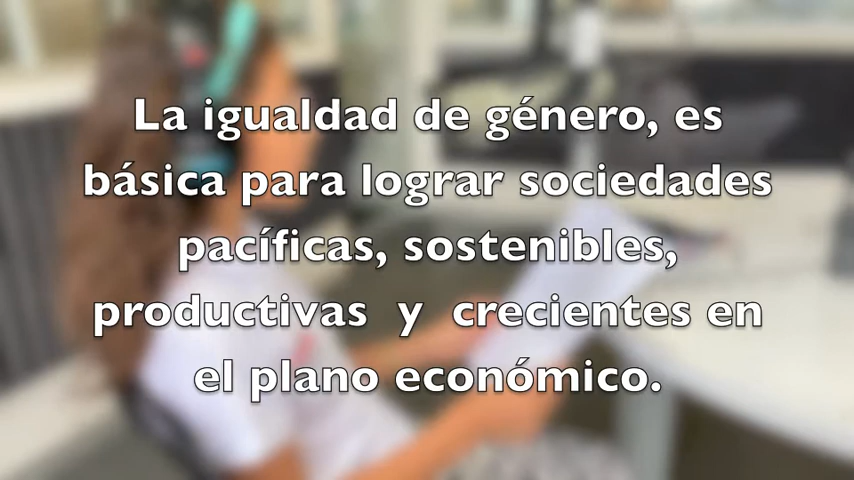 La igualdad de género, es
básica para lograr sociedades
pacíficas, sostenibles,
productivas y crecientes en
el plano económico.